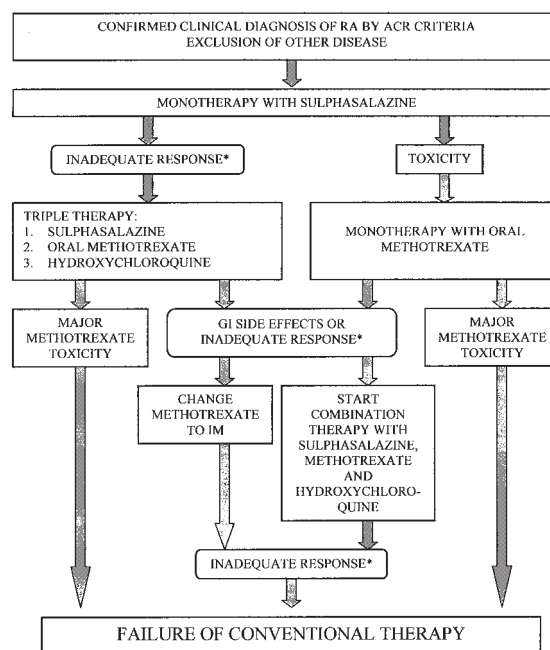 CONFIRMED CLINICAL DIAGNOSIS OF RA BY ACR CRITERIA
EXCLUSION OF OTHER DISEASE
MONOTHERAPY WITH SULPHASALAZINE
INADEQUATE RESPONSE*
TOXICITY
TRIPLE THERAPY:
1. SULPHASALAZINE
2. ORAL METHOTREXATE
3. HYDROXYCHLOROQUINE
MONOTHERAPY WITH ORAL
METHOTREXATE
MAJOR
METHOTREXATE
TOXICITY
GI SIDE EFFECTS OR
INADEQUATE RESPONSE*
MAJOR
METHOTREXATE
TOXICITY
CHANGE
METHOTREXATE
TO IM
START
COMBINATION
THERAPY WITH
SULPHASALAZINE,
METHOTREXATE
AND
HYDROXYCHLORO-
QUINE
INADEQUATE RESPONSE*
FAILURE OF CONVENTIONAL THERAPY